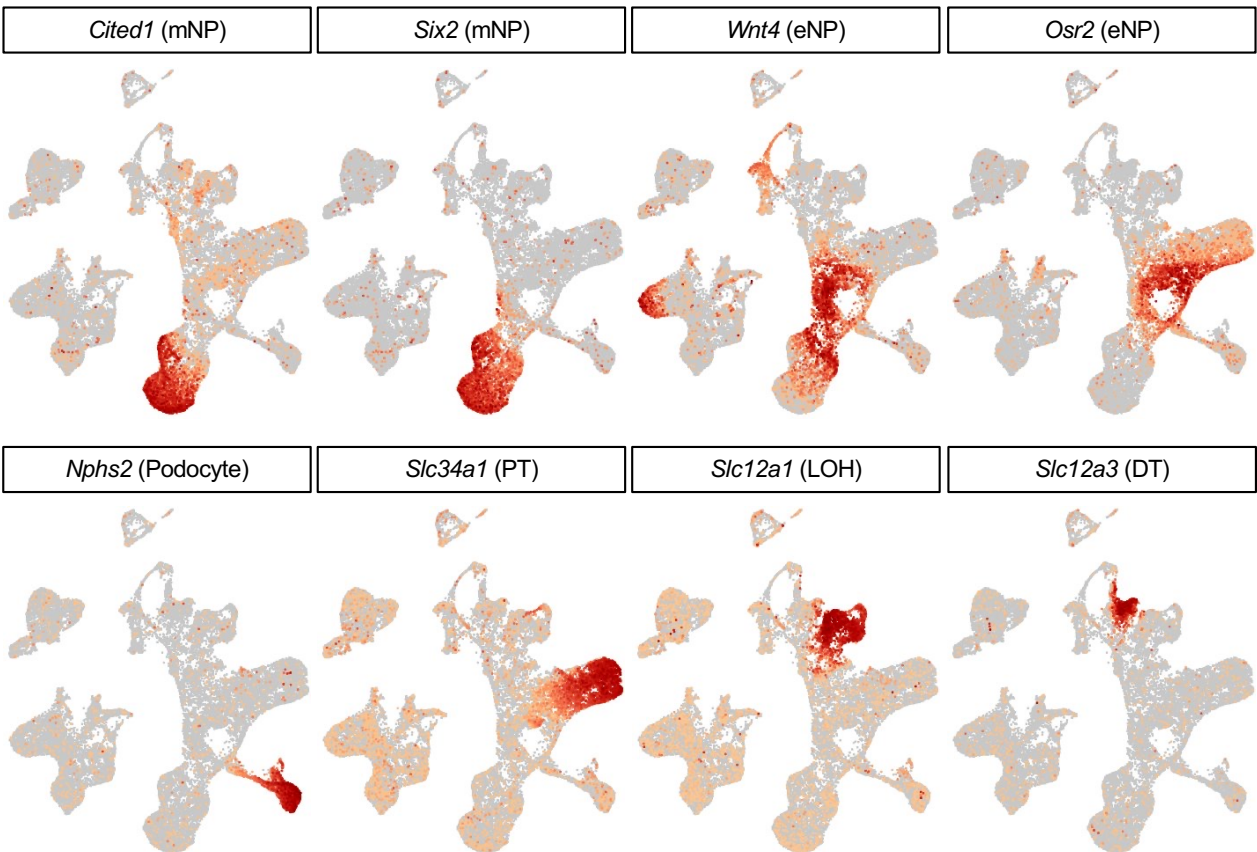 Cited1 (mNP)
Six2 (mNP)
Wnt4 (eNP)
Osr2 (eNP)
Nphs2 (Podocyte)
Slc34a1 (PT)
Slc12a1 (LOH)
Slc12a3 (DT)